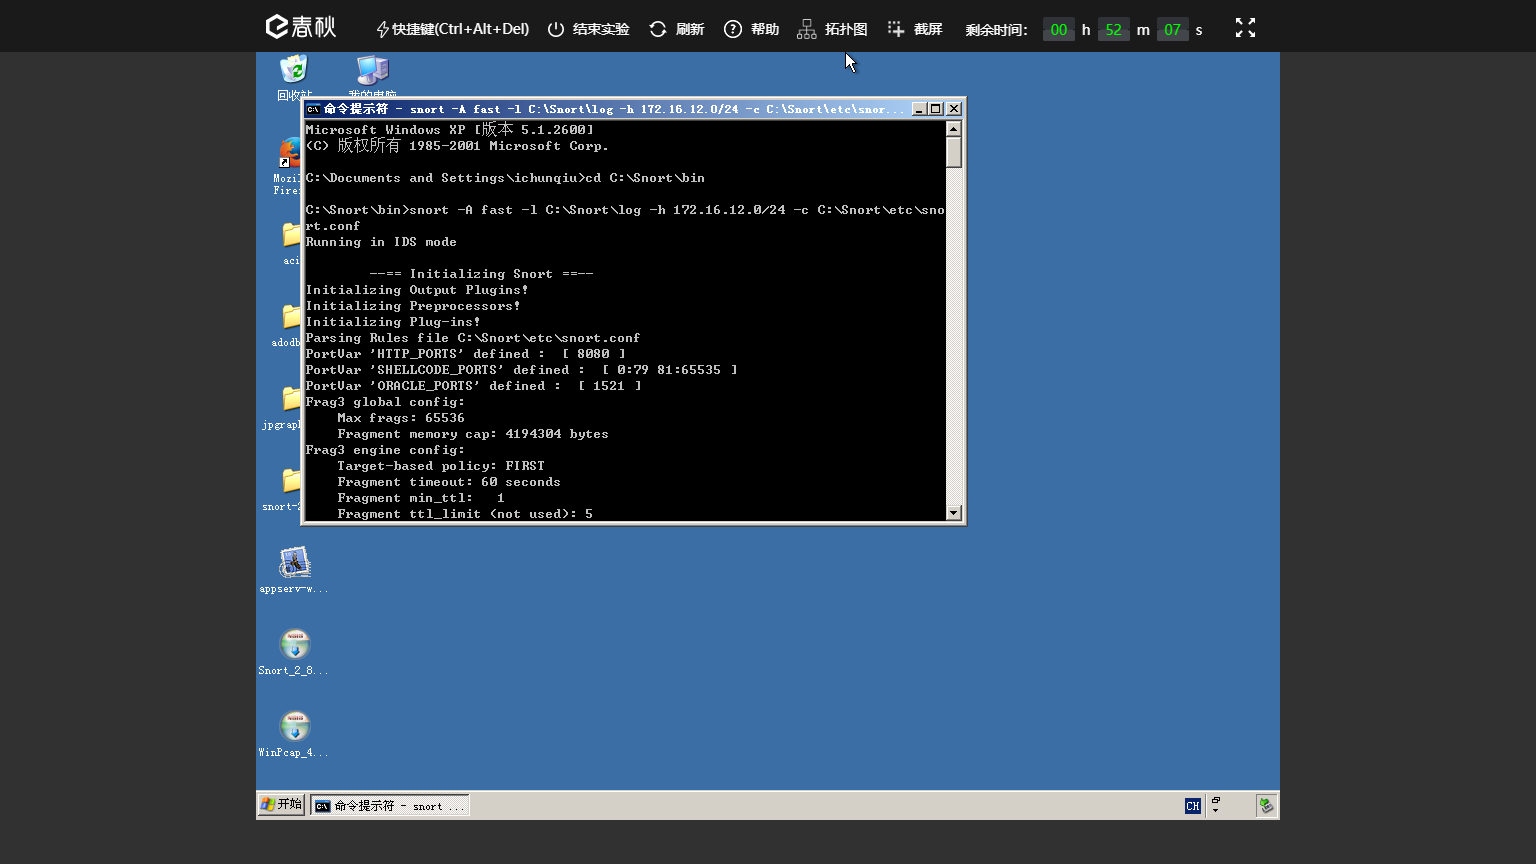 e春秋
快捷键(Ctrl+Alt+Del) 结束实验 刷新 帮助 拓扑图 截屏 剩余时间： 00 h 52 m 07 s
回收站
我的电脑
命令提示符 - snort -A fast -l C:\Snort\log -h 172.16.12.0/24 -c C:\Snort\etc\snor...
Microsoft Windows XP [版本 5.1.2600]
(C) 版权所有 1985-2001 Microsoft Corp.
C:\Documents and Settings\ichunqiu>cd C:\Snort\bin
C:\Snort\bin>snort -A fast -l C:\Snort\log -h 172.16.12.0/24 -c C:\Snort\etc\sno
rt.conf
Running in IDS mode
--== Initializing Snort ==--
Initializing Output Plugins!
Initializing Preprocessors!
Initializing Plug-ins!
Parsing Rules file C:\Snort\etc\snort.conf
PortVar 'HTTP_PORTS' defined :  [ 8080 ]
PortVar 'SHELLCODE_PORTS' defined :  [ 0:79 81:65535 ]
PortVar 'ORACLE_PORTS' defined :  [ 1521 ]
Frag3 global config:
Max frags: 65536
Fragment memory cap: 4194304 bytes
Frag3 engine config:
Target-based policy: FIRST
Fragment timeout: 60 seconds
Fragment min_ttl:   1
Fragment ttl_limit (not used): 5
Mozil
Firef
aci
adodb
jpgrap
snort-2
appserv-w...
Snort_2_8...
WinPcap_4...
开始 命令提示符 - snort ... CH